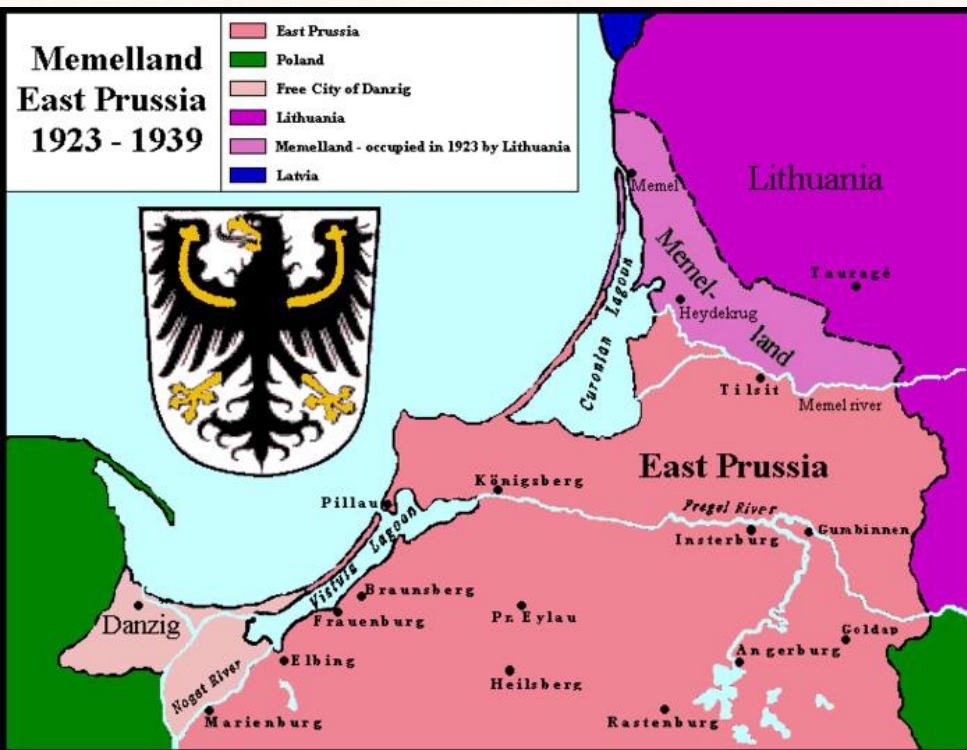 Memelland
East Prussia
1923 - 1939
East Prussia
Poland
Free City of Danzig
Lithuania
Memelland - occupied in 1923 by Lithuania
Latvia
Memel
Lithuania
Memel-
land
Tauragé
Heydekrug
Curonian Lagoon
Tilsit
Memel river
East Prussia
Königsberg
Pillau
Pregel River
Insterburg
Gumbinnen
Vistula Lagoon
Braunsberg
Frauenburg
Pr. Eylau
Danzig
Goldap
Elbing
Angerburg
Heilsberg
Nogat River
Marienburg
Rastenburg